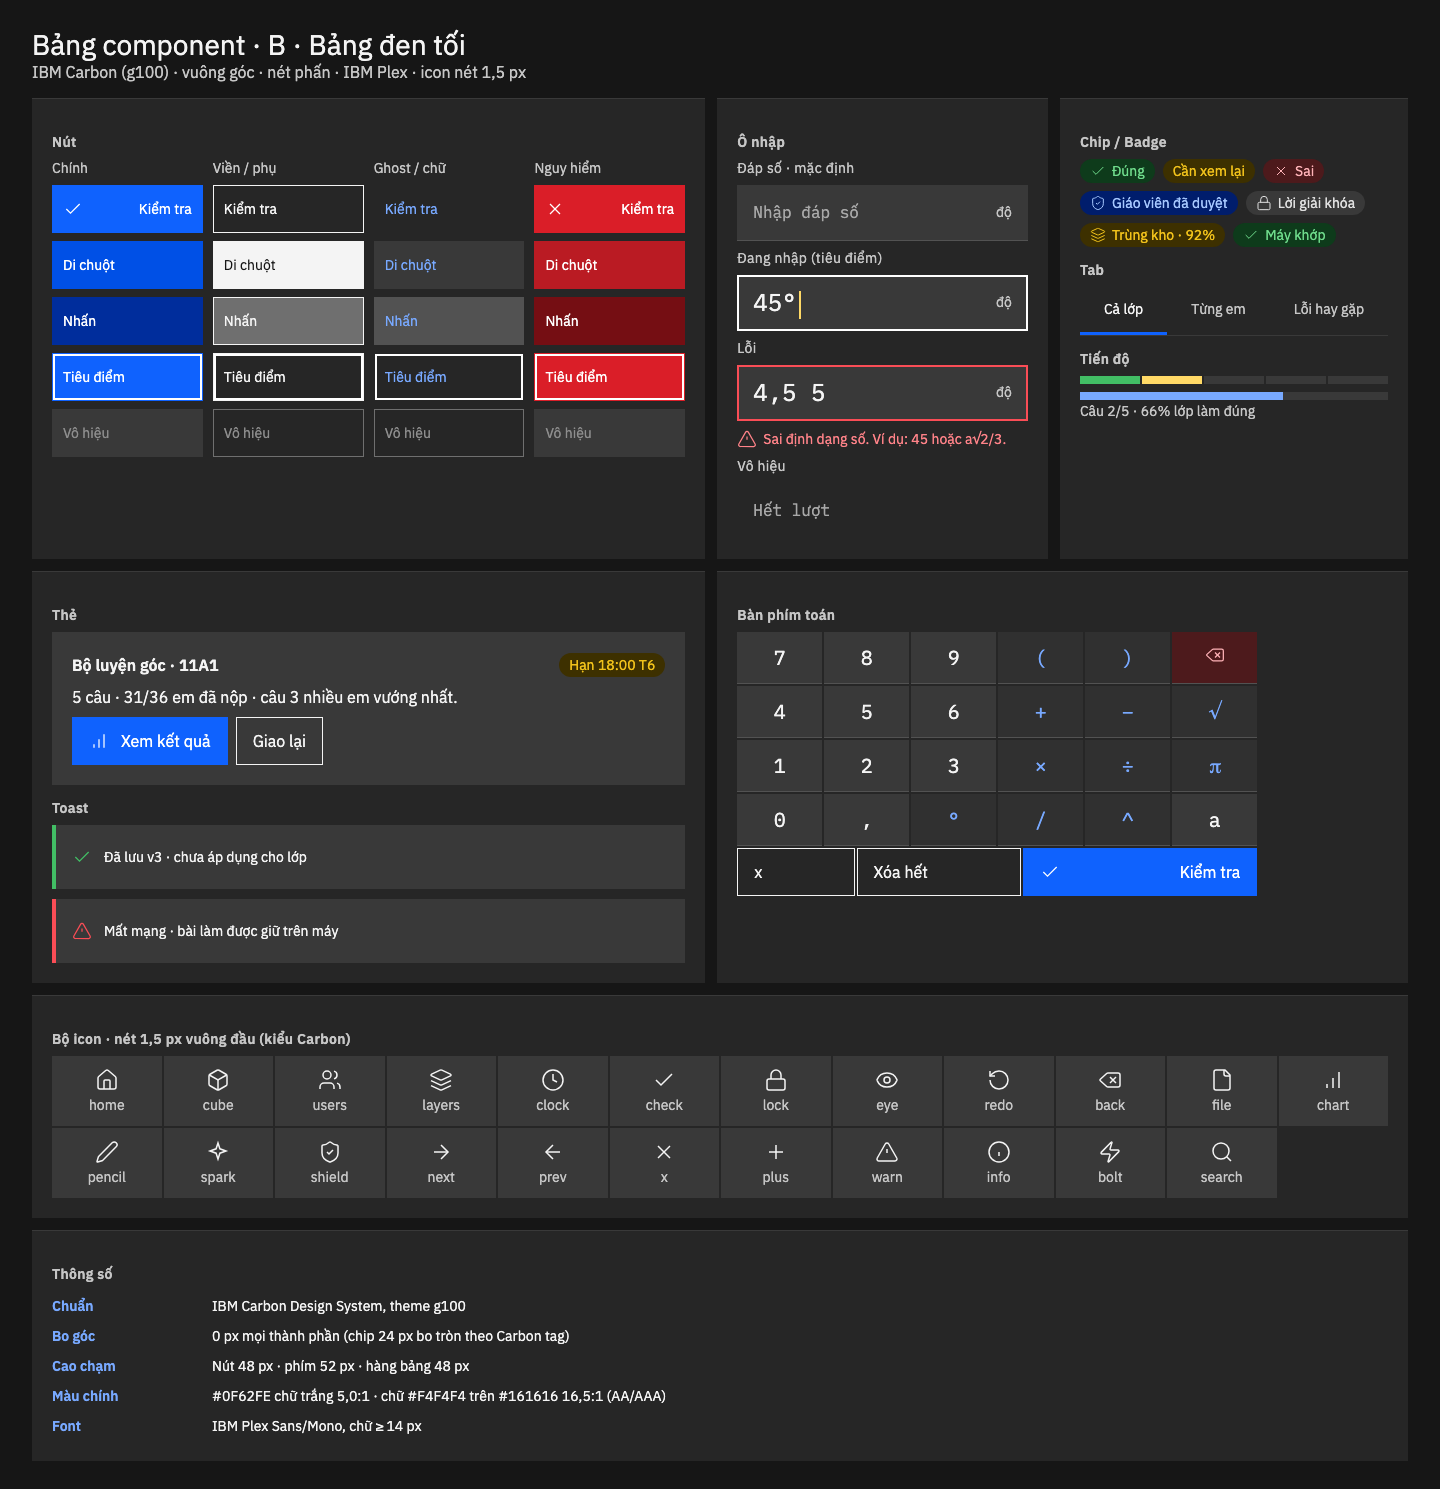 Bảng component · B · Bảng đen tối
IBM Carbon (g100) · vuông góc · nét phấn · IBM Plex · icon nét 1,5 px
Nút
Chính Viền / phụ Ghost / chữ Nguy hiểm
Kiểm tra Kiểm tra Kiểm tra Kiểm tra
Di chuột Di chuột Di chuột Di chuột
Nhấn Nhấn Nhấn Nhấn
Tiêu điểm Tiêu điểm Tiêu điểm Tiêu điểm
Vô hiệu Vô hiệu Vô hiệu Vô hiệu
Ô nhập
Đáp số · mặc định
Nhập đáp số độ
Đang nhập (tiêu điểm)
45° độ
Lỗi
4,5 5 độ
Sai định dạng số. Ví dụ: 45 hoặc a√2/3.
Vô hiệu
Hết lượt
Chip / Badge
Đúng Cần xem lại Sai
Giáo viên đã duyệt Lời giải khóa
Trùng kho · 92% Máy khớp
Tab
Cả lớp Từng em Lỗi hay gặp
Tiến độ
Câu 2/5 · 66% lớp làm đúng
Thẻ
Bộ luyện góc · 11A1 Hạn 18:00 T6
5 câu · 31/36 em đã nộp · câu 3 nhiều em vướng nhất.
Xem kết quả Giao lại
Toast
Đã lưu v3 · chưa áp dụng cho lớp
Mất mạng · bài làm được giữ trên máy
Bàn phím toán
7 8 9 ( )
4 5 6 + − √
1 2 3 × ÷ π
0 , ° / ^ a
x Xóa hết Kiểm tra
Bộ icon · nét 1,5 px vuông đầu (kiểu Carbon)
home cube users layers clock check lock eye redo back file chart
pencil spark shield next prev x plus warn info bolt search
Thông số
Chuẩn IBM Carbon Design System, theme g100
Bo góc 0 px mọi thành phần (chip 24 px bo tròn theo Carbon tag)
Cao chạm Nút 48 px · phím 52 px · hàng bảng 48 px
Màu chính #0F62FE chữ trắng 5,0:1 · chữ #F4F4F4 trên #161616 16,5:1 (AA/AAA)
Font IBM Plex Sans/Mono, chữ ≥ 14 px